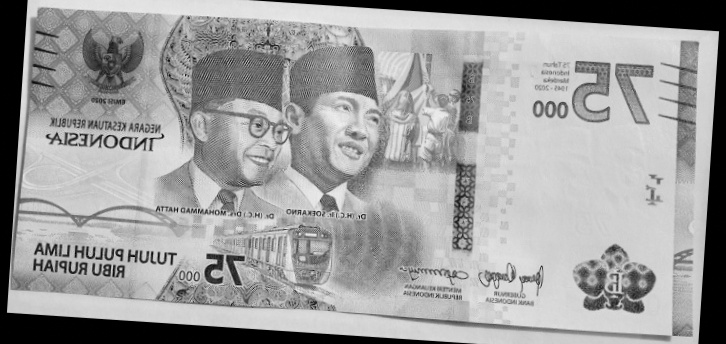 75 Tahun
Indonesia
Merdeka
1945 - 2020
75
000
EMISI 2020
NEGARA KESATUAN REPUBLIK
INDONESIA
Dr. (H.C.) Ir. SOEKARNO
Dr. (H.C.) Drs. MOHAMMAD HATTA
TUJUH PULUH LIMA
RIBU RUPIAH
75
000
GUBERNUR
BANK INDONESIA
MENTERI KEUANGAN
REPUBLIK INDONESIA